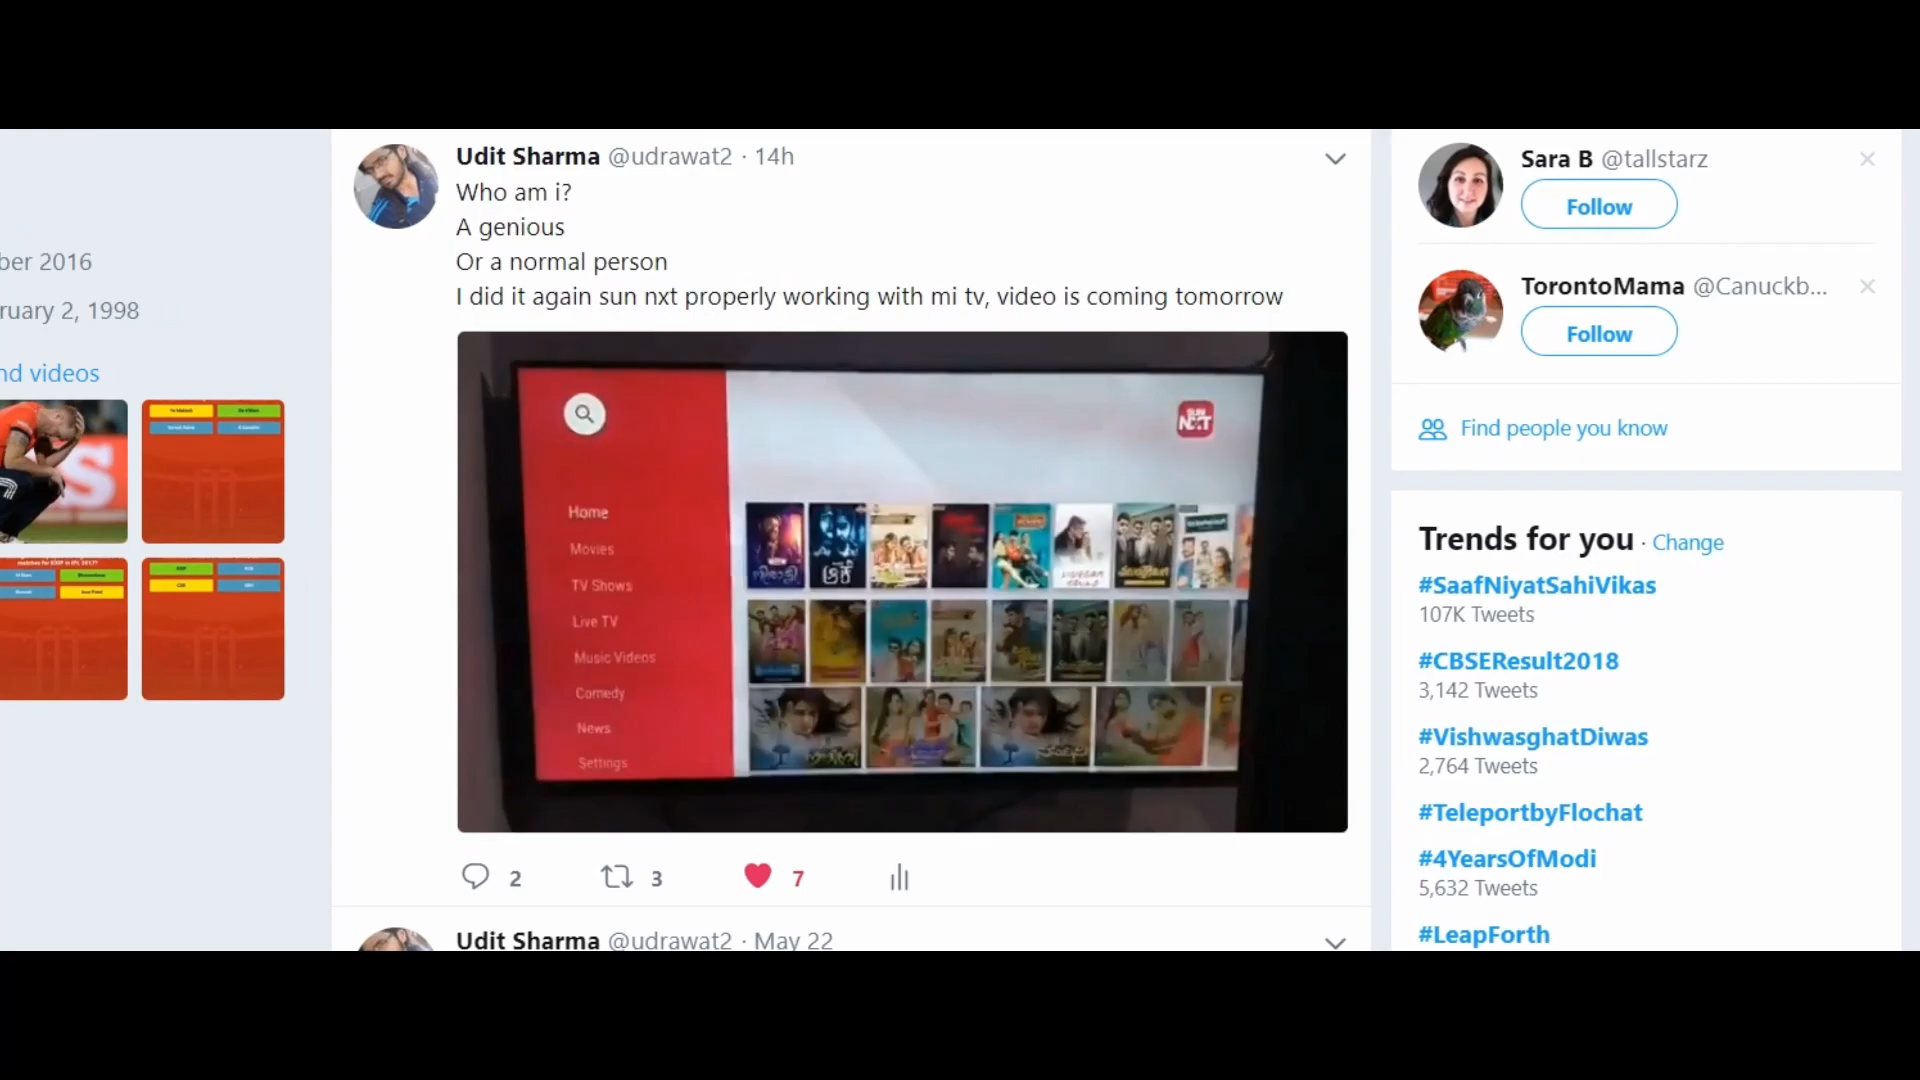 ber 2016
ruary 2, 1998
nd videos
Udit Sharma @udrawat2 · 14h
Who am i?
A genious
Or a normal person
I did it again sun nxt properly working with mi tv, video is coming tomorrow
SUN
NXT
Home
Movies
TV Shows
Live TV
Music Videos
Comedy
News
Settings
2
3
7
Udit Sharma @udrawat2 · May 22
Sara B @tallstarz
Follow
TorontoMama @Canuckb...
Follow
Find people you know
Trends for you · Change
#SaafNiyatSahiVikas
107K Tweets
#CBSEResult2018
3,142 Tweets
#VishwasghatDiwas
2,764 Tweets
#TeleportbyFlochat
#4YearsOfModi
5,632 Tweets
#LeapForth